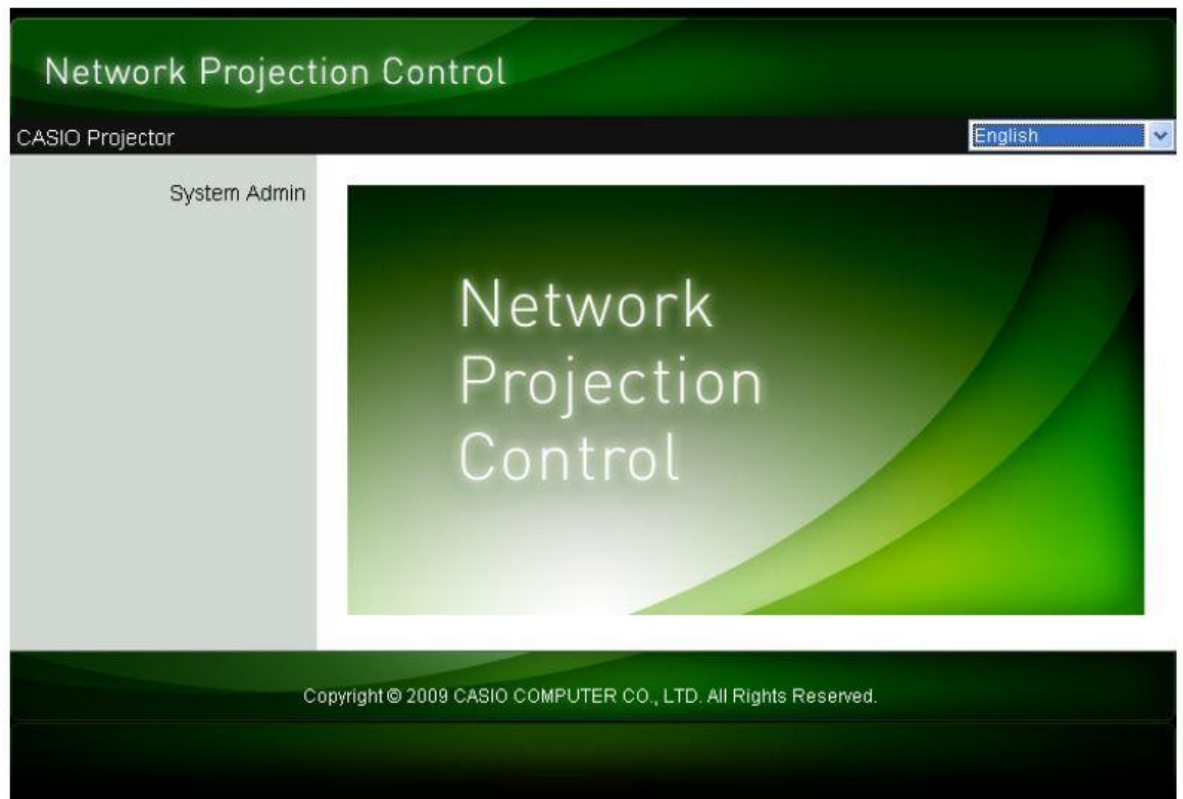 Network Projection Control
CASIO Projector
English
System Admin
Network
Projection
Control
Copyright © 2009 CASIO COMPUTER CO., LTD. All Rights Reserved.